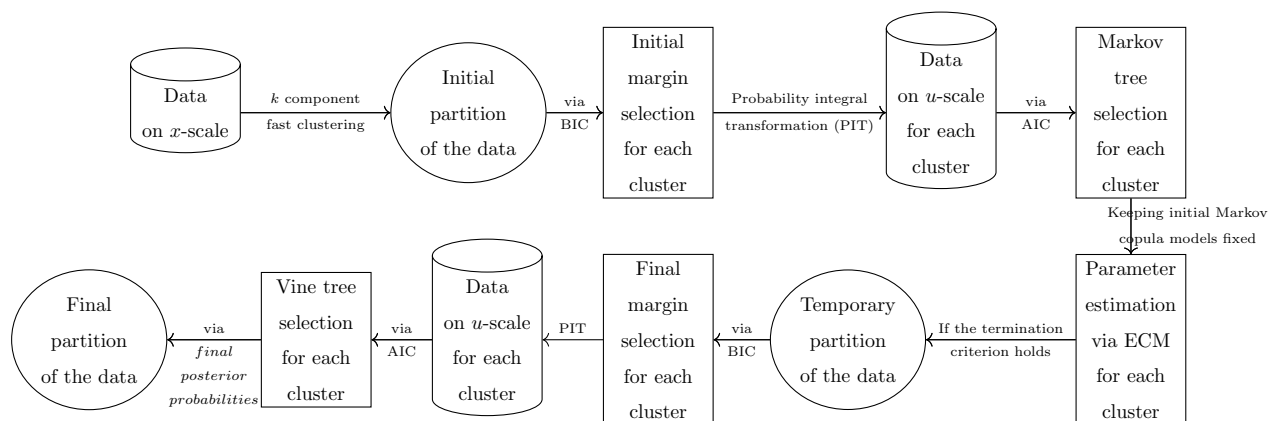 Data
on x-scale
k component
fast clustering
Initial
partition
of the data
via
BIC
Initial
margin
selection
for each
cluster
Probability integral
transformation (PIT)
Data
on u-scale
for each
cluster
via
AIC
Markov
tree
selection
for each
cluster
Keeping initial Markov
copula models fixed
Parameter
estimation
via ECM
for each
cluster
If the termination
criterion holds
Temporary
partition
of the data
via
BIC
Final
margin
selection
for each
cluster
PIT
Data
on u-scale
for each
cluster
via
AIC
Vine tree
selection
for each
cluster
via
final
posterior
probabilities
Final
partition
of the data